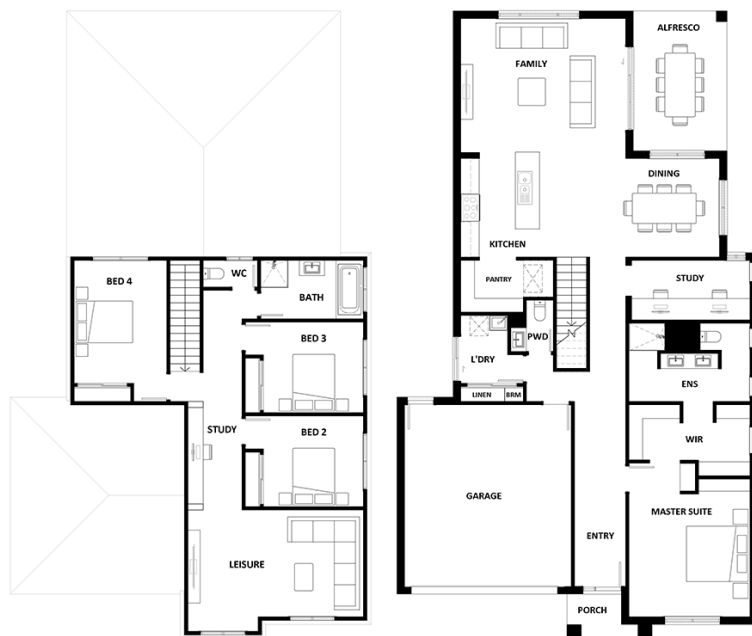 BED 4
WC
BATH
BED 3
STUDY
BED 2
LEISURE
ALFRESCO
FAMILY
DINING
KITCHEN
PANTRY
STUDY
PWD
L'DRY
ENS
LINEN
BRM
WIR
GARAGE
MASTER SUITE
ENTRY
PORCH